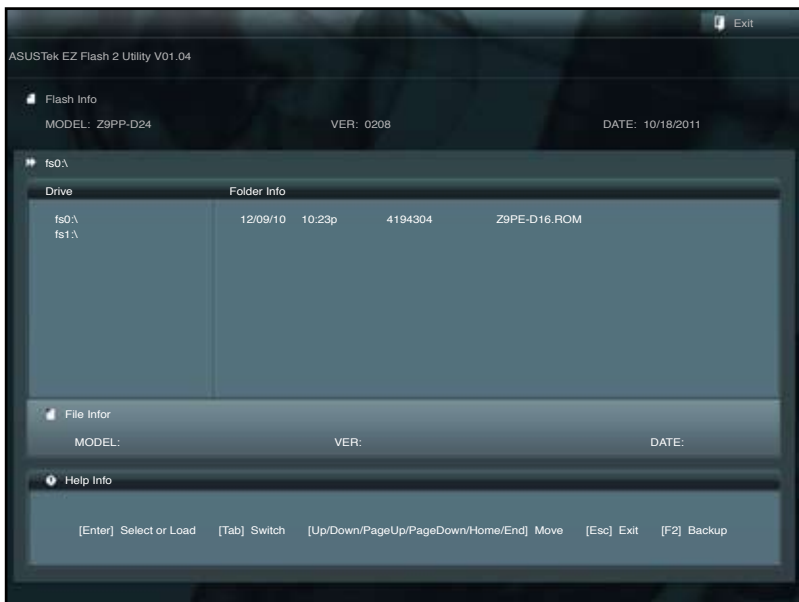 Exit
ASUSTek EZ Flash 2 Utility V01.04
Flash Info
MODEL: Z9PP-D24 VER: 0208 DATE: 10/18/2011
fs0:\
Drive Folder Info
fs0:\ 12/09/10 10:23p 4194304 Z9PE-D16.ROM
fs1:\
File Infor
MODEL: VER: DATE:
Help Info
[Enter] Select or Load [Tab] Switch [Up/Down/PageUp/PageDown/Home/End] Move [Esc] Exit [F2] Backup